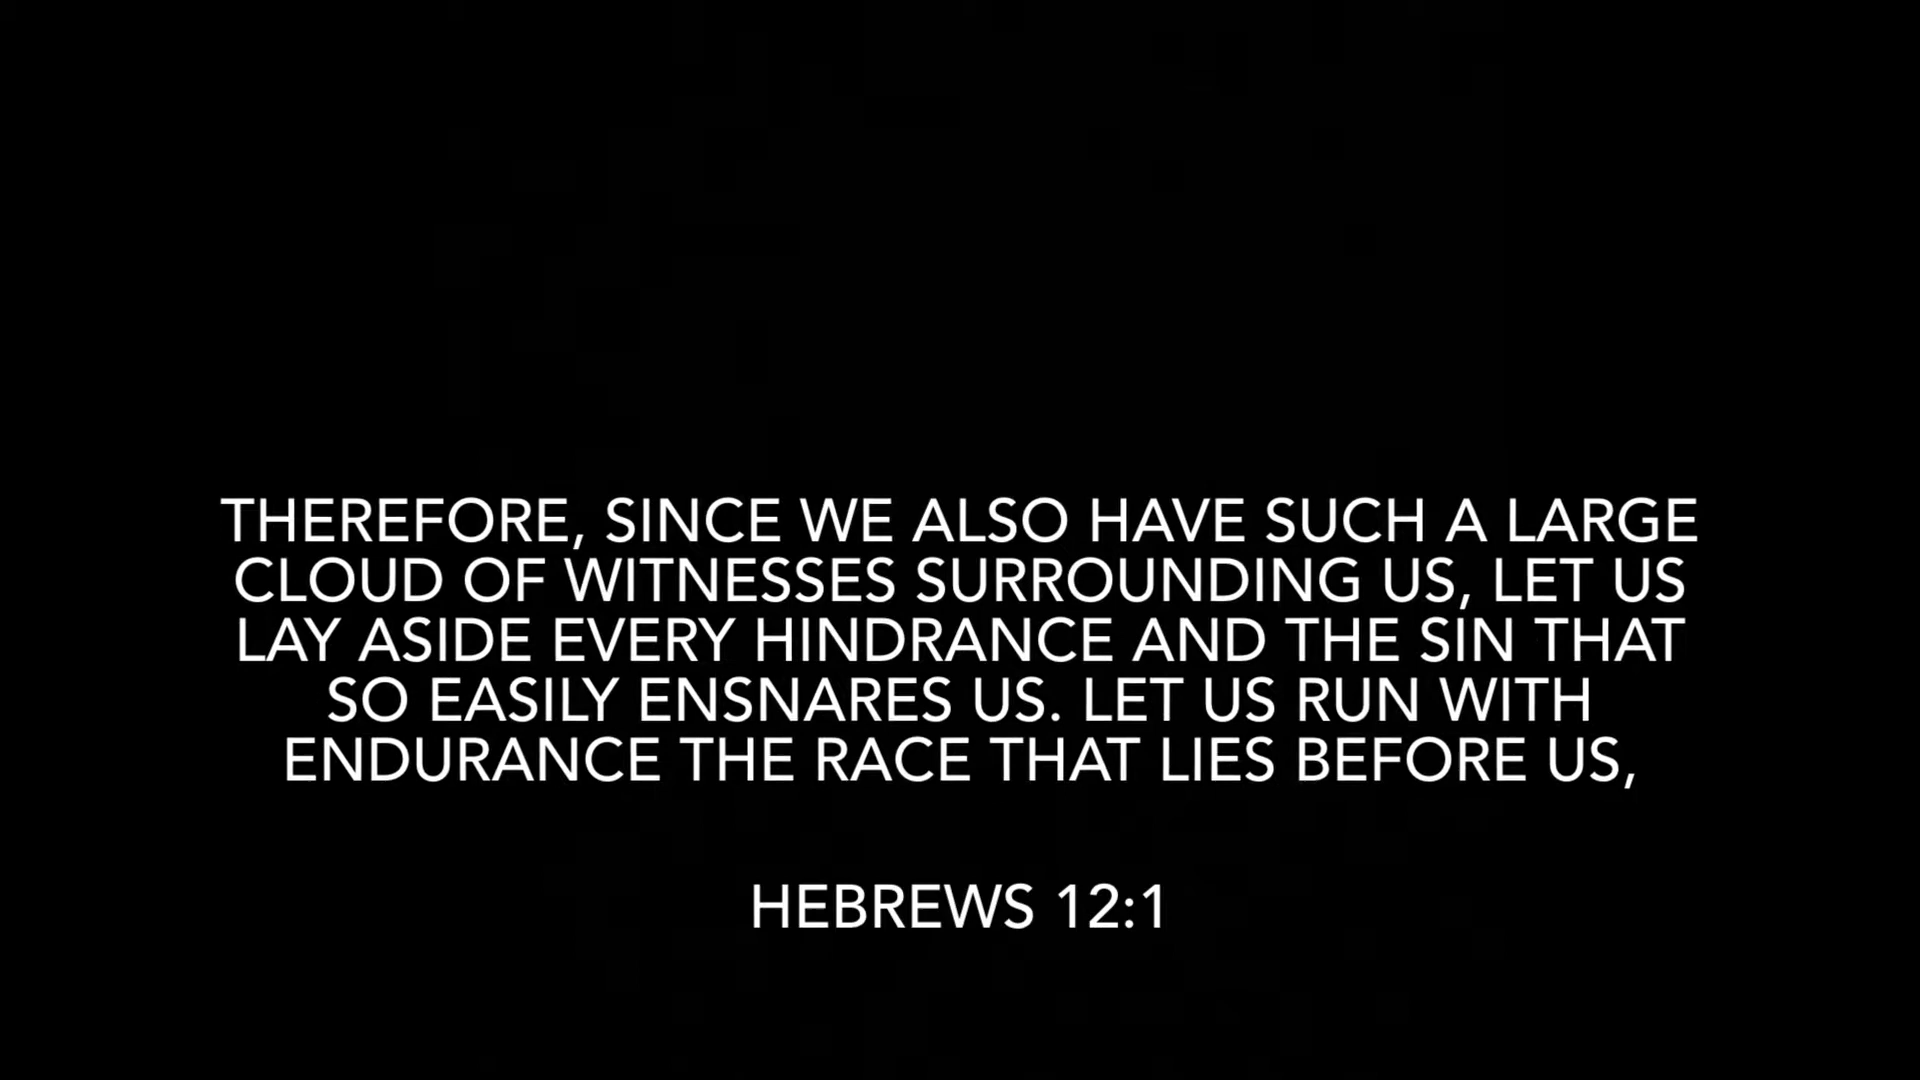 THEREFORE, SINCE WE ALSO HAVE SUCH A LARGE
CLOUD OF WITNESSES SURROUNDING US, LET US
LAY ASIDE EVERY HINDRANCE AND THE SIN THAT
SO EASILY ENSNARES US. LET US RUN WITH
ENDURANCE THE RACE THAT LIES BEFORE US,
HEBREWS 12:1